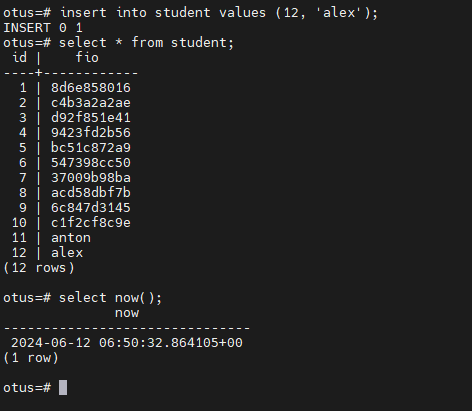 otus=# insert into student values (12, 'alex');
INSERT 0 1
otus=# select * from student;
 id |    fio
----+------------
  1 | 8d6e858016
  2 | c4b3a2a2ae
  3 | d92f851e41
  4 | 9423fd2b56
  5 | bc51c872a9
  6 | 547398cc50
  7 | 37009b98ba
  8 | acd58dbf7b
  9 | 6c847d3145
 10 | c1f2cf8c9e
 11 | anton
 12 | alex
(12 rows)
otus=# select now();
              now
-------------------------------
 2024-06-12 06:50:32.864105+00
(1 row)
otus=#